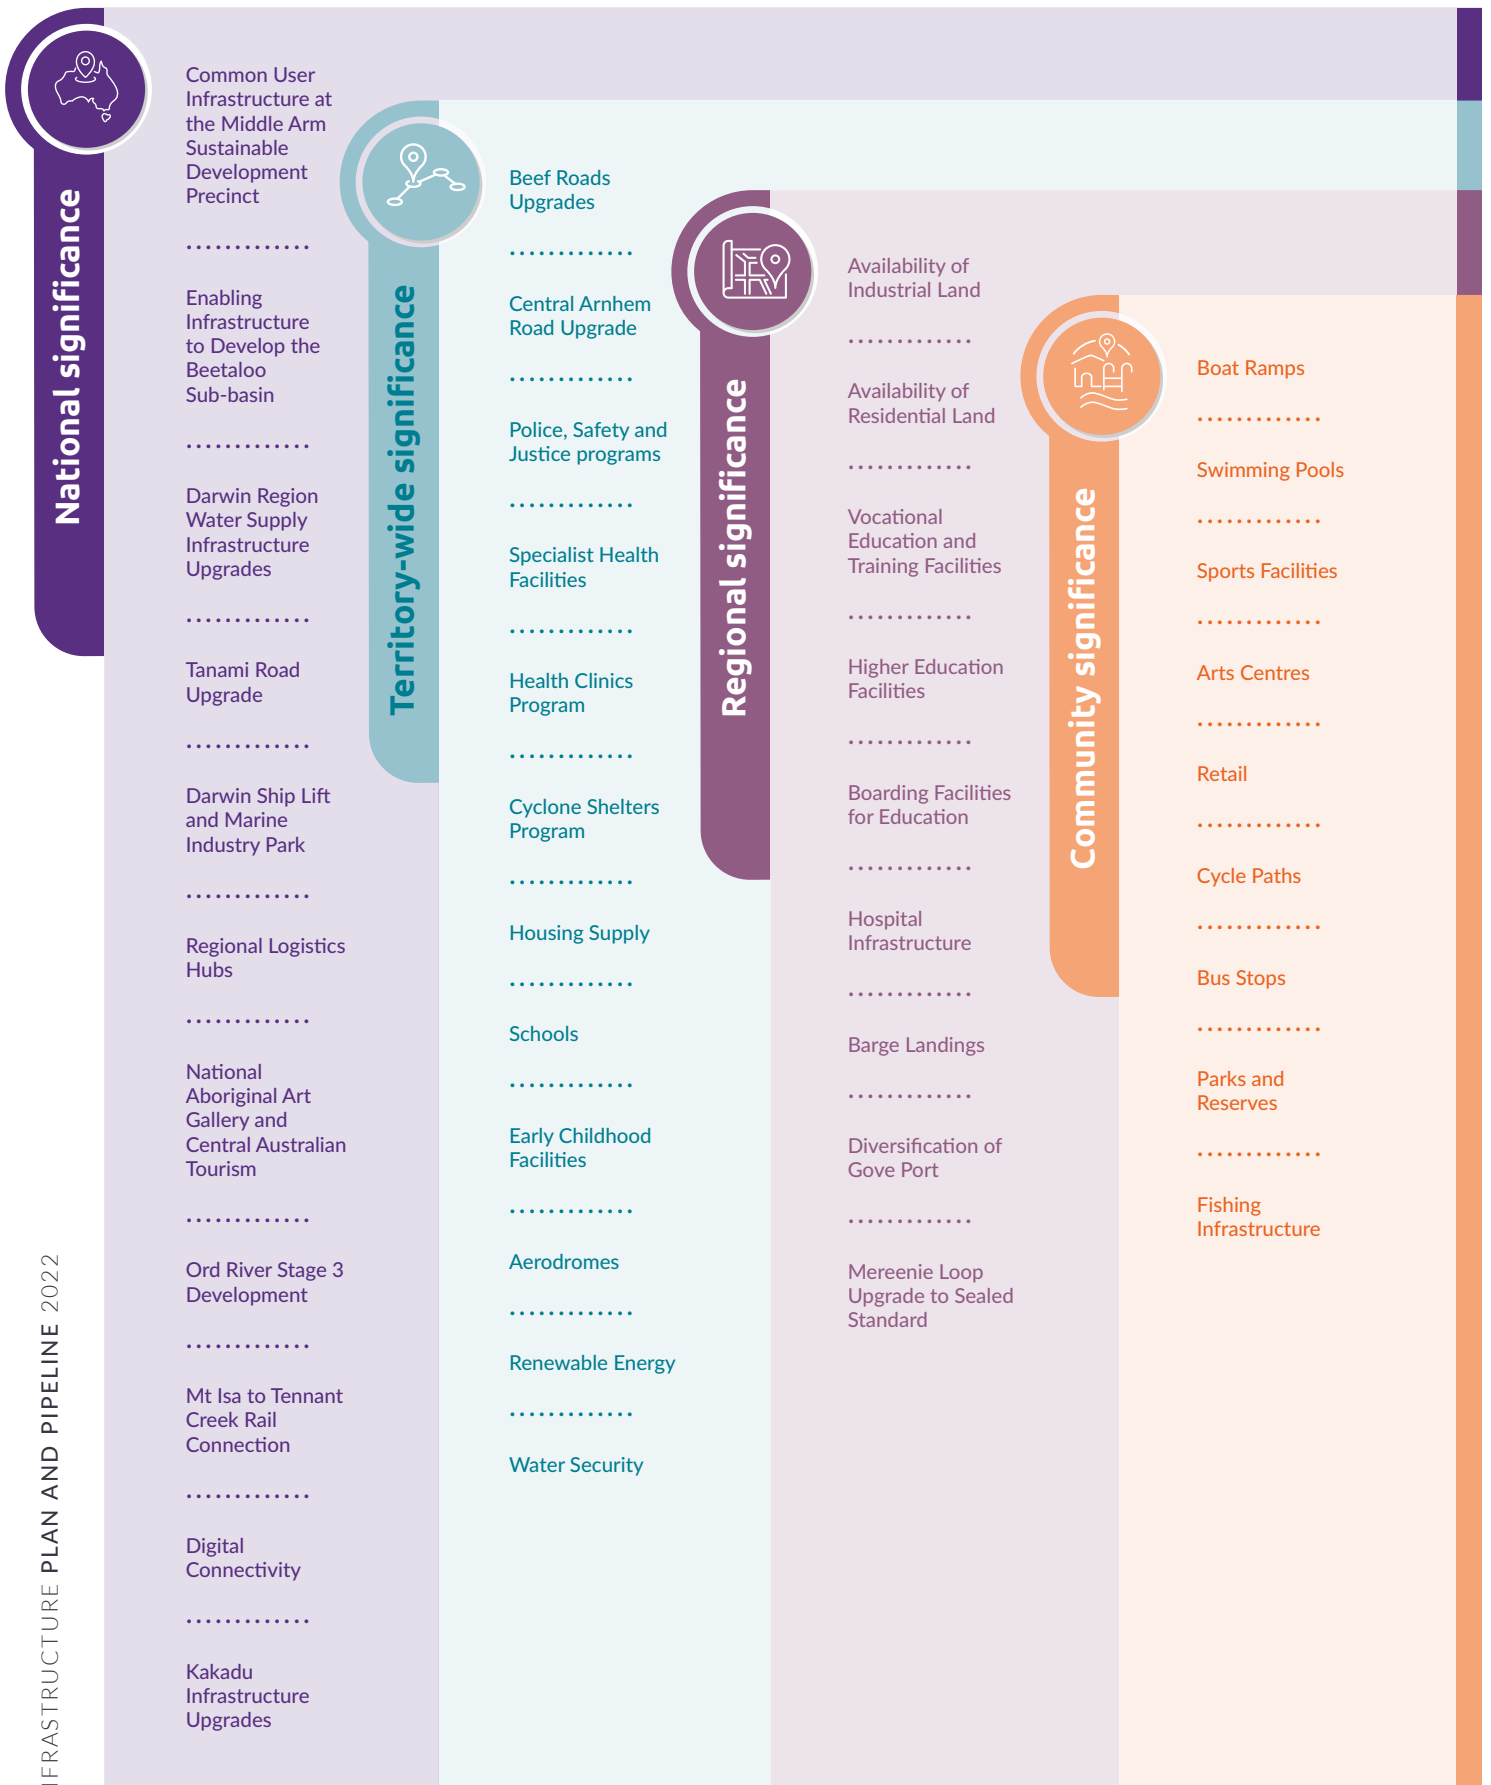 National significance
Common User
Infrastructure at
the Middle Arm
Sustainable
Development
Precinct
Enabling
Infrastructure
to Develop the
Beetaloo
Sub-basin
Darwin Region
Water Supply
Infrastructure
Upgrades
Tanami Road
Upgrade
Darwin Ship Lift
and Marine
Industry Park
Regional Logistics
Hubs
National
Aboriginal Art
Gallery and
Central Australian
Tourism
Ord River Stage 3
Development
Mt Isa to Tennant
Creek Rail
Connection
Digital
Connectivity
Kakadu
Infrastructure
Upgrades
Territory-wide significance
Beef Roads
Upgrades
Central Arnhem
Road Upgrade
Police, Safety and
Justice programs
Specialist Health
Facilities
Health Clinics
Program
Cyclone Shelters
Program
Housing Supply
Schools
Early Childhood
Facilities
Aerodromes
Renewable Energy
Water Security
Regional significance
Availability of
Industrial Land
Availability of
Residential Land
Vocational
Education and
Training Facilities
Higher Education
Facilities
Boarding Facilities
for Education
Hospital
Infrastructure
Barge Landings
Diversification of
Gove Port
Mereenie Loop
Upgrade to Sealed
Standard
Community significance
Boat Ramps
Swimming Pools
Sports Facilities
Arts Centres
Retail
Cycle Paths
Bus Stops
Parks and
Reserves
Fishing
Infrastructure
NFRASTRUCTURE PLAN AND PIPELINE 2022